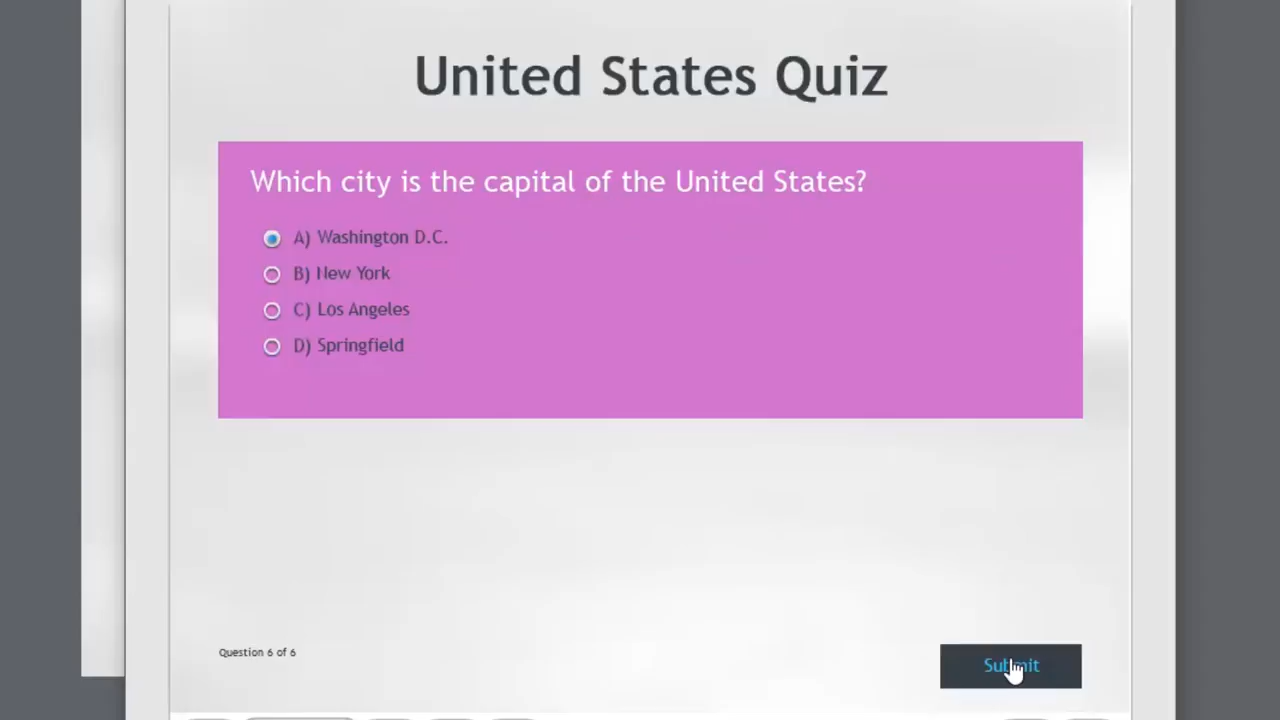 United States Quiz
Which city is the capital of the United States?
A) Washington D.C.
B) New York
C) Los Angeles
D) Springfield
Question 6 of 6
Submit